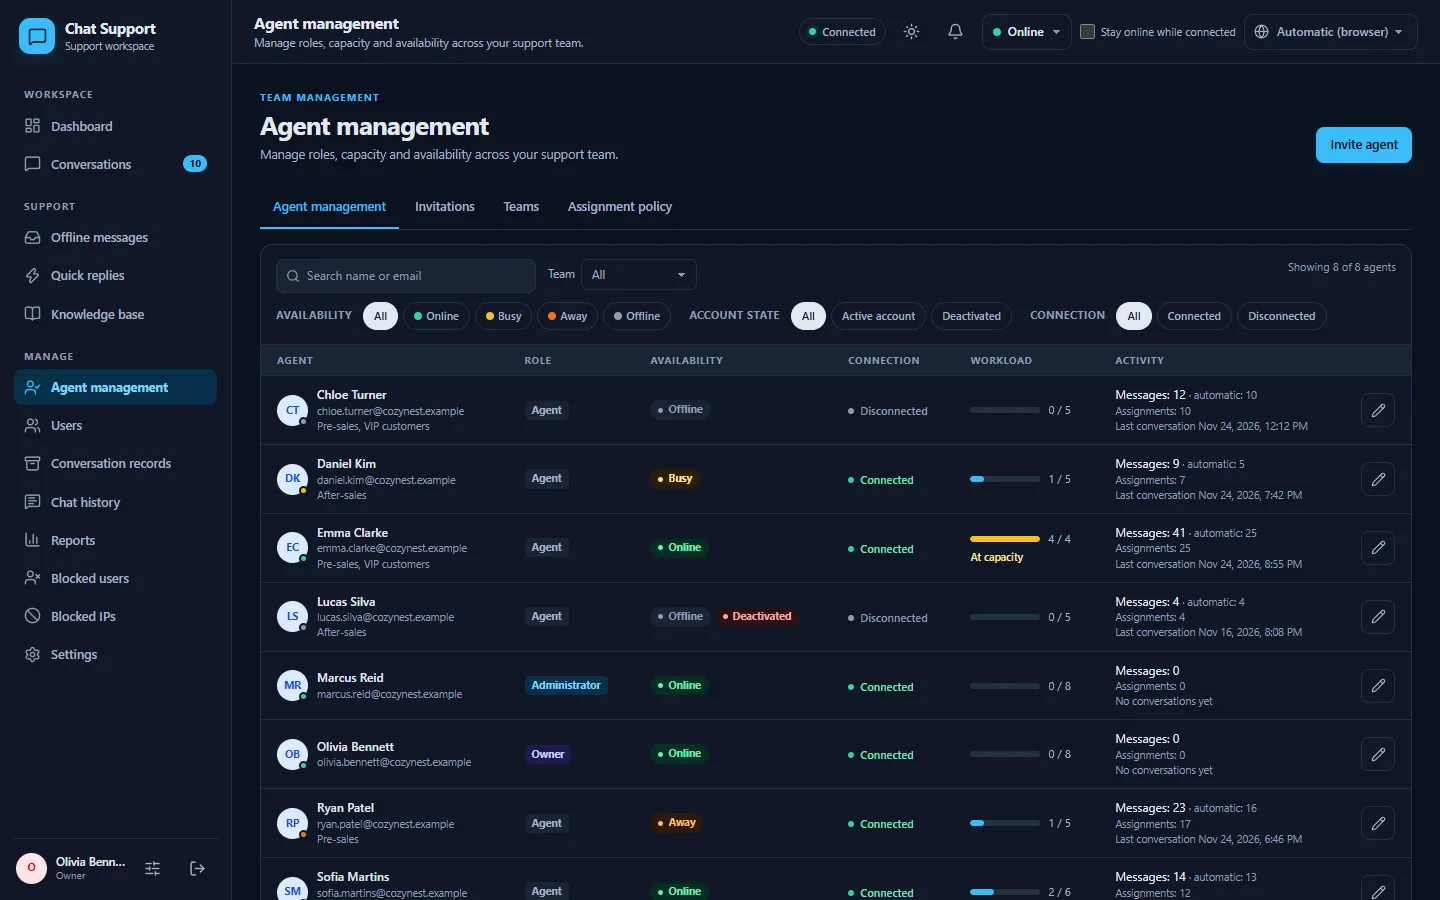 Chat Support
Support workspace
WORKSPACE
Dashboard
Conversations 10
SUPPORT
Offline messages
Quick replies
Knowledge base
MANAGE
Agent management
Users
Conversation records
Chat history
Reports
Blocked users
Blocked IPs
Settings
O Olivia Benn...
Owner
Agent management
Manage roles, capacity and availability across your support team.
Connected Online Stay online while connected Automatic (browser)
TEAM MANAGEMENT
Agent management
Manage roles, capacity and availability across your support team.
Invite agent
Agent management Invitations Teams Assignment policy
Search name or email Team All Showing 8 of 8 agents
AVAILABILITY All Online Busy Away Offline ACCOUNT STATE All Active account Deactivated CONNECTION All Connected Disconnected
AGENT ROLE AVAILABILITY CONNECTION WORKLOAD ACTIVITY
CT Chloe Turner
chloe.turner@cozynest.example
Pre-sales, VIP customers
Agent Offline Disconnected 0 / 5
Messages: 12 · automatic: 10
Assignments: 10
Last conversation Nov 24, 2026, 12:12 PM
DK Daniel Kim
daniel.kim@cozynest.example
After-sales
Agent Busy Connected 1 / 5
Messages: 9 · automatic: 5
Assignments: 7
Last conversation Nov 24, 2026, 7:42 PM
EC Emma Clarke
emma.clarke@cozynest.example
Pre-sales, VIP customers
Agent Online Connected 4 / 4
At capacity
Messages: 41 · automatic: 25
Assignments: 25
Last conversation Nov 24, 2026, 8:55 PM
LS Lucas Silva
lucas.silva@cozynest.example
After-sales
Agent Offline Deactivated Disconnected 0 / 5
Messages: 4 · automatic: 4
Assignments: 4
Last conversation Nov 16, 2026, 8:08 PM
MR Marcus Reid
marcus.reid@cozynest.example
Administrator Online Connected 0 / 8
Messages: 0
Assignments: 0
No conversations yet
OB Olivia Bennett
olivia.bennett@cozynest.example
Owner Online Connected 0 / 8
Messages: 0
Assignments: 0
No conversations yet
RP Ryan Patel
ryan.patel@cozynest.example
Pre-sales
Agent Away Connected 1 / 5
Messages: 23 · automatic: 16
Assignments: 17
Last conversation Nov 24, 2026, 6:46 PM
SM Sofia Martins
sofia.martins@cozynest.example
Agent Online Connected 2 / 6
Messages: 14 · automatic: 13
Assignments: 12